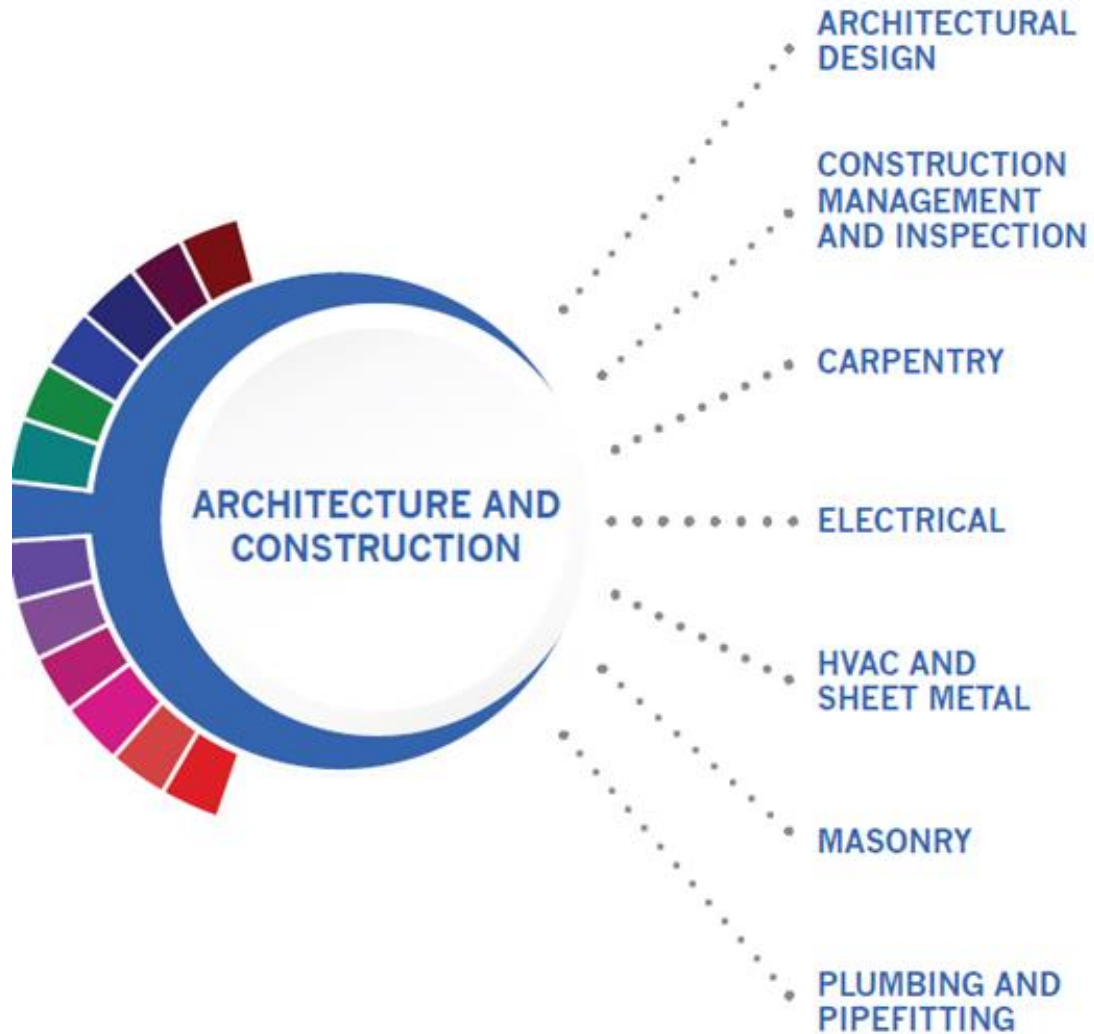 ARCHITECTURAL
DESIGN
CONSTRUCTION
MANAGEMENT
AND INSPECTION
CARPENTRY
ARCHITECTURE AND
CONSTRUCTION
ELECTRICAL
HVAC AND
SHEET METAL
MASONRY
PLUMBING AND
PIPEFITTING